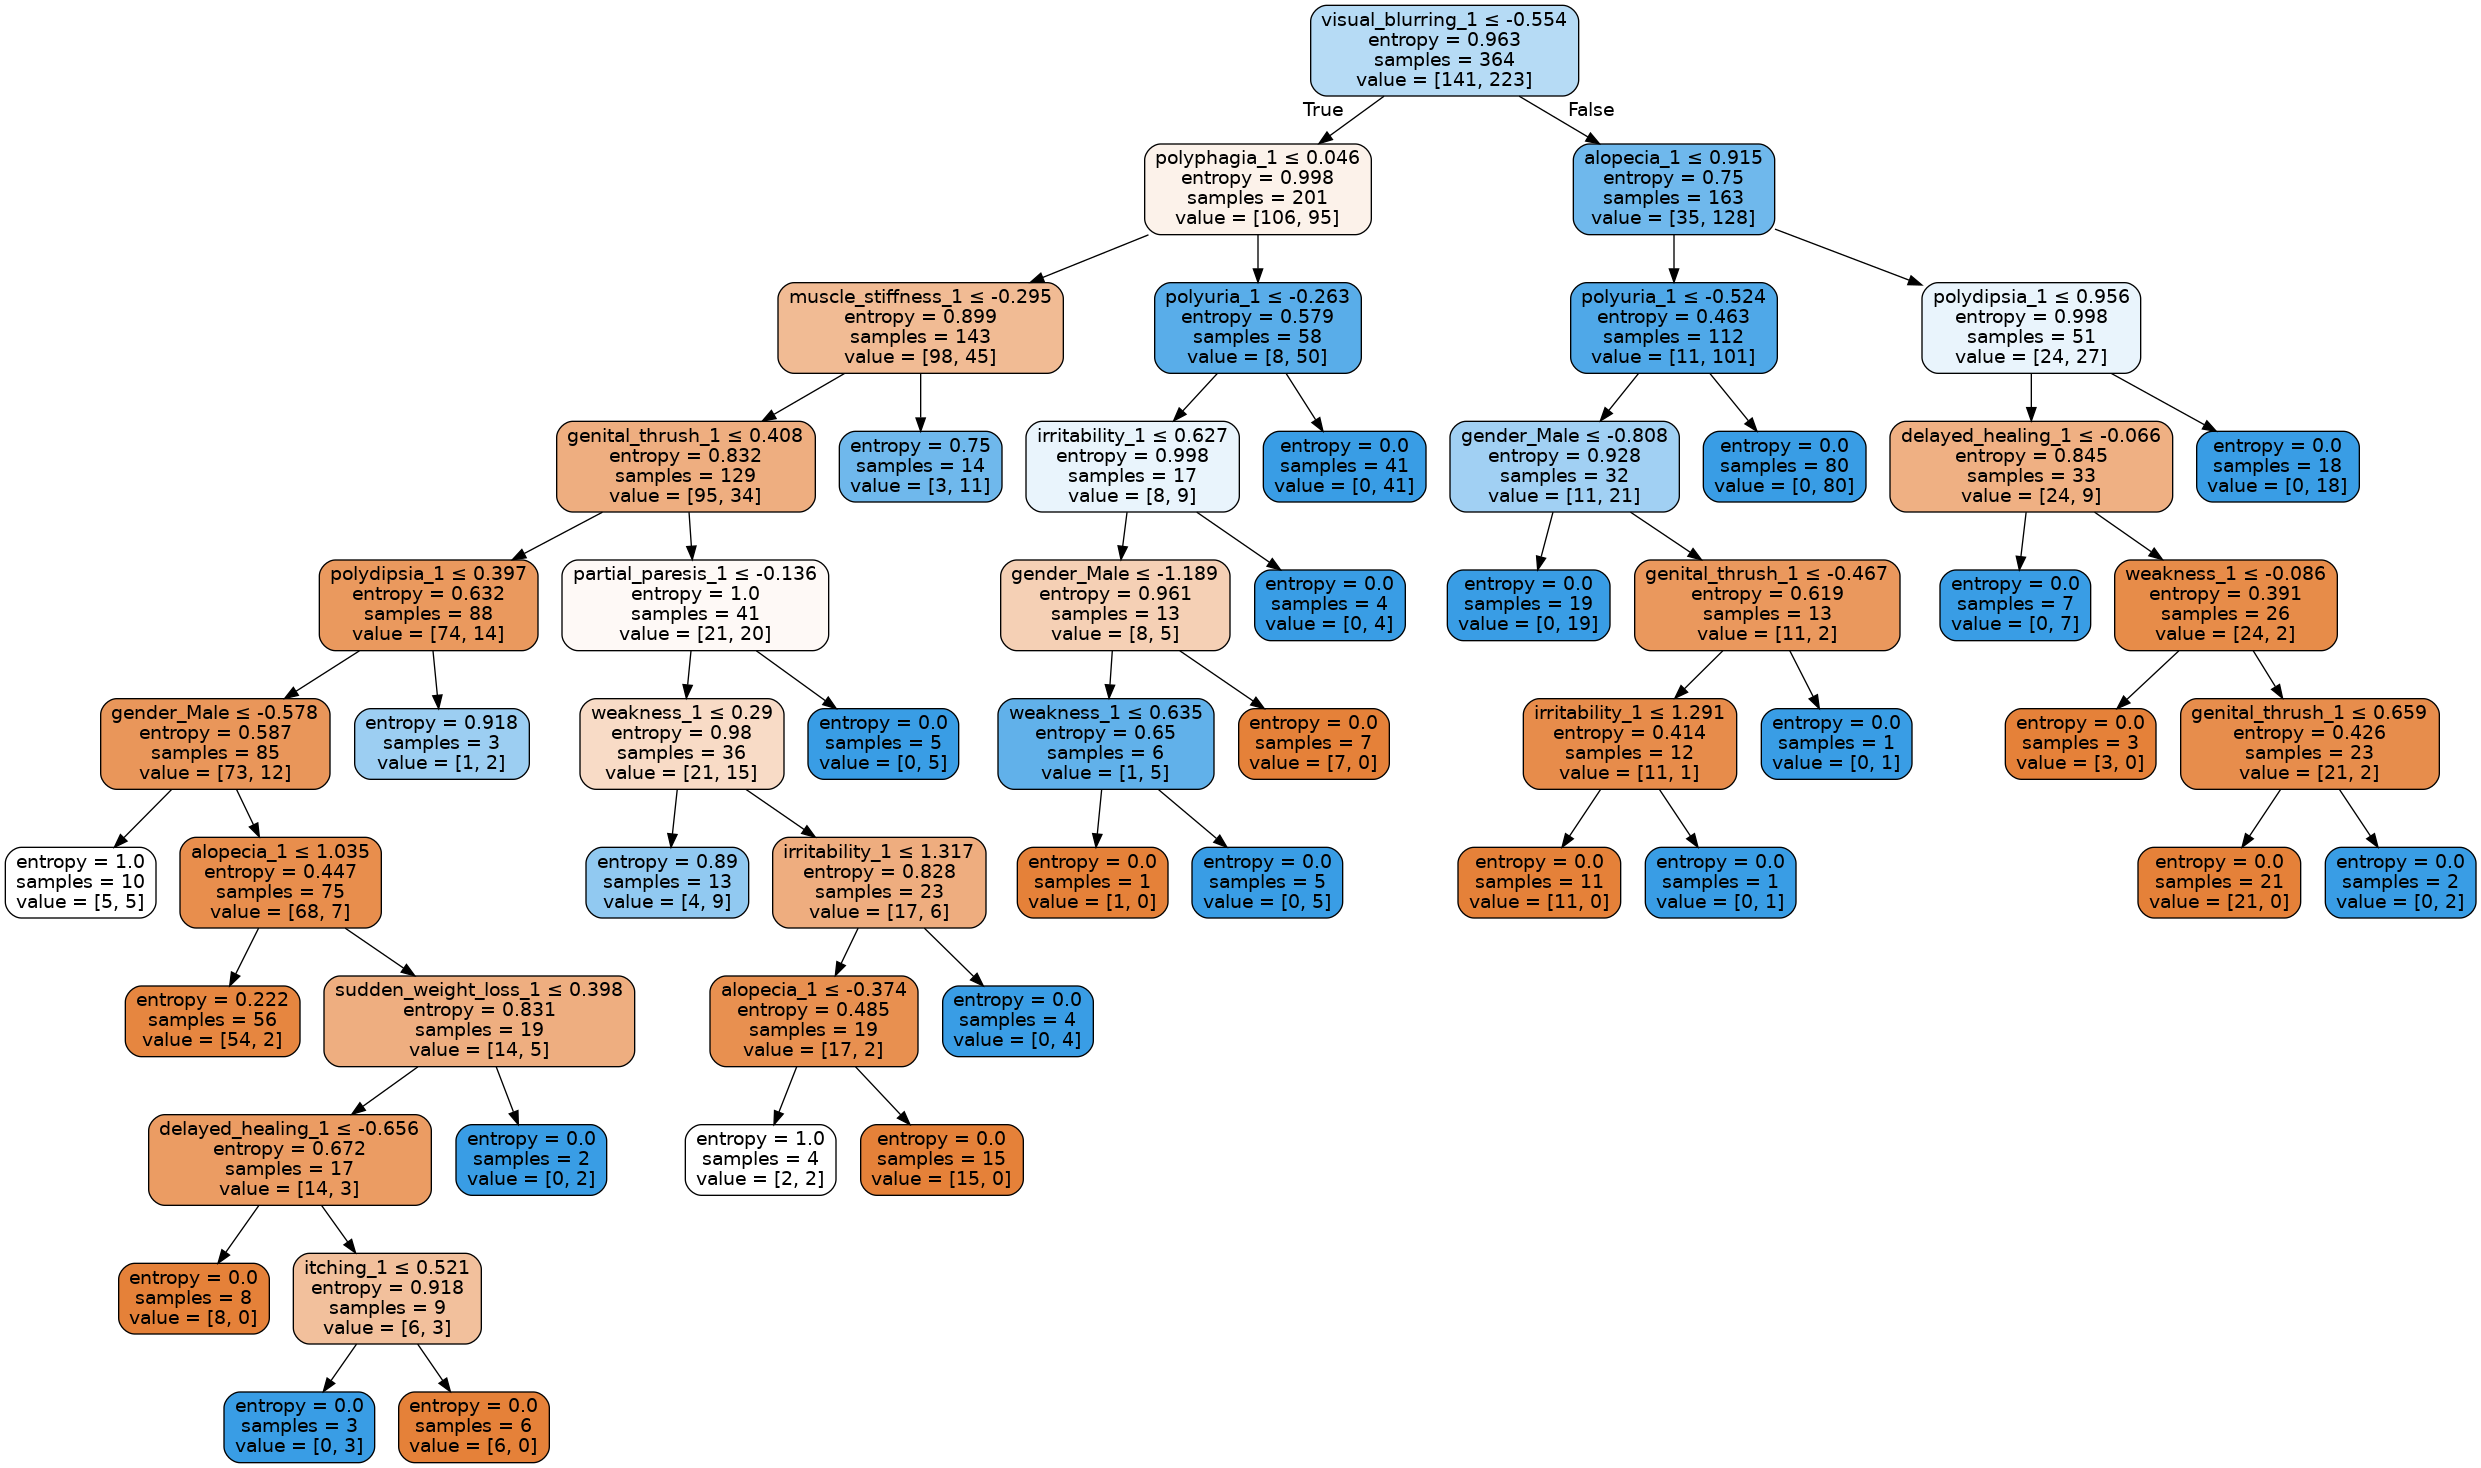 visual_blurring_1 ≤ -0.554
entropy = 0.963
samples = 364
value = [141, 223]
True
False
polyphagia_1 ≤ 0.046
entropy = 0.998
samples = 201
value = [106, 95]
alopecia_1 ≤ 0.915
entropy = 0.75
samples = 163
value = [35, 128]
muscle_stiffness_1 ≤ -0.295
entropy = 0.899
samples = 143
value = [98, 45]
polyuria_1 ≤ -0.263
entropy = 0.579
samples = 58
value = [8, 50]
polyuria_1 ≤ -0.524
entropy = 0.463
samples = 112
value = [11, 101]
polydipsia_1 ≤ 0.956
entropy = 0.998
samples = 51
value = [24, 27]
genital_thrush_1 ≤ 0.408
entropy = 0.832
samples = 129
value = [95, 34]
entropy = 0.75
samples = 14
value = [3, 11]
irritability_1 ≤ 0.627
entropy = 0.998
samples = 17
value = [8, 9]
entropy = 0.0
samples = 41
value = [0, 41]
gender_Male ≤ -0.808
entropy = 0.928
samples = 32
value = [11, 21]
entropy = 0.0
samples = 80
value = [0, 80]
delayed_healing_1 ≤ -0.066
entropy = 0.845
samples = 33
value = [24, 9]
entropy = 0.0
samples = 18
value = [0, 18]
polydipsia_1 ≤ 0.397
entropy = 0.632
samples = 88
value = [74, 14]
partial_paresis_1 ≤ -0.136
entropy = 1.0
samples = 41
value = [21, 20]
gender_Male ≤ -1.189
entropy = 0.961
samples = 13
value = [8, 5]
entropy = 0.0
samples = 4
value = [0, 4]
entropy = 0.0
samples = 19
value = [0, 19]
genital_thrush_1 ≤ -0.467
entropy = 0.619
samples = 13
value = [11, 2]
entropy = 0.0
samples = 7
value = [0, 7]
weakness_1 ≤ -0.086
entropy = 0.391
samples = 26
value = [24, 2]
gender_Male ≤ -0.578
entropy = 0.587
samples = 85
value = [73, 12]
entropy = 0.918
samples = 3
value = [1, 2]
weakness_1 ≤ 0.29
entropy = 0.98
samples = 36
value = [21, 15]
entropy = 0.0
samples = 5
value = [0, 5]
weakness_1 ≤ 0.635
entropy = 0.65
samples = 6
value = [1, 5]
entropy = 0.0
samples = 7
value = [7, 0]
irritability_1 ≤ 1.291
entropy = 0.414
samples = 12
value = [11, 1]
entropy = 0.0
samples = 1
value = [0, 1]
entropy = 0.0
samples = 3
value = [3, 0]
genital_thrush_1 ≤ 0.659
entropy = 0.426
samples = 23
value = [21, 2]
entropy = 1.0
samples = 10
value = [5, 5]
alopecia_1 ≤ 1.035
entropy = 0.447
samples = 75
value = [68, 7]
entropy = 0.89
samples = 13
value = [4, 9]
irritability_1 ≤ 1.317
entropy = 0.828
samples = 23
value = [17, 6]
entropy = 0.0
samples = 1
value = [1, 0]
entropy = 0.0
samples = 5
value = [0, 5]
entropy = 0.0
samples = 11
value = [11, 0]
entropy = 0.0
samples = 1
value = [0, 1]
entropy = 0.0
samples = 21
value = [21, 0]
entropy = 0.0
samples = 2
value = [0, 2]
entropy = 0.222
samples = 56
value = [54, 2]
sudden_weight_loss_1 ≤ 0.398
entropy = 0.831
samples = 19
value = [14, 5]
alopecia_1 ≤ -0.374
entropy = 0.485
samples = 19
value = [17, 2]
entropy = 0.0
samples = 4
value = [0, 4]
delayed_healing_1 ≤ -0.656
entropy = 0.672
samples = 17
value = [14, 3]
entropy = 0.0
samples = 2
value = [0, 2]
entropy = 1.0
samples = 4
value = [2, 2]
entropy = 0.0
samples = 15
value = [15, 0]
entropy = 0.0
samples = 8
value = [8, 0]
itching_1 ≤ 0.521
entropy = 0.918
samples = 9
value = [6, 3]
entropy = 0.0
samples = 3
value = [0, 3]
entropy = 0.0
samples = 6
value = [6, 0]